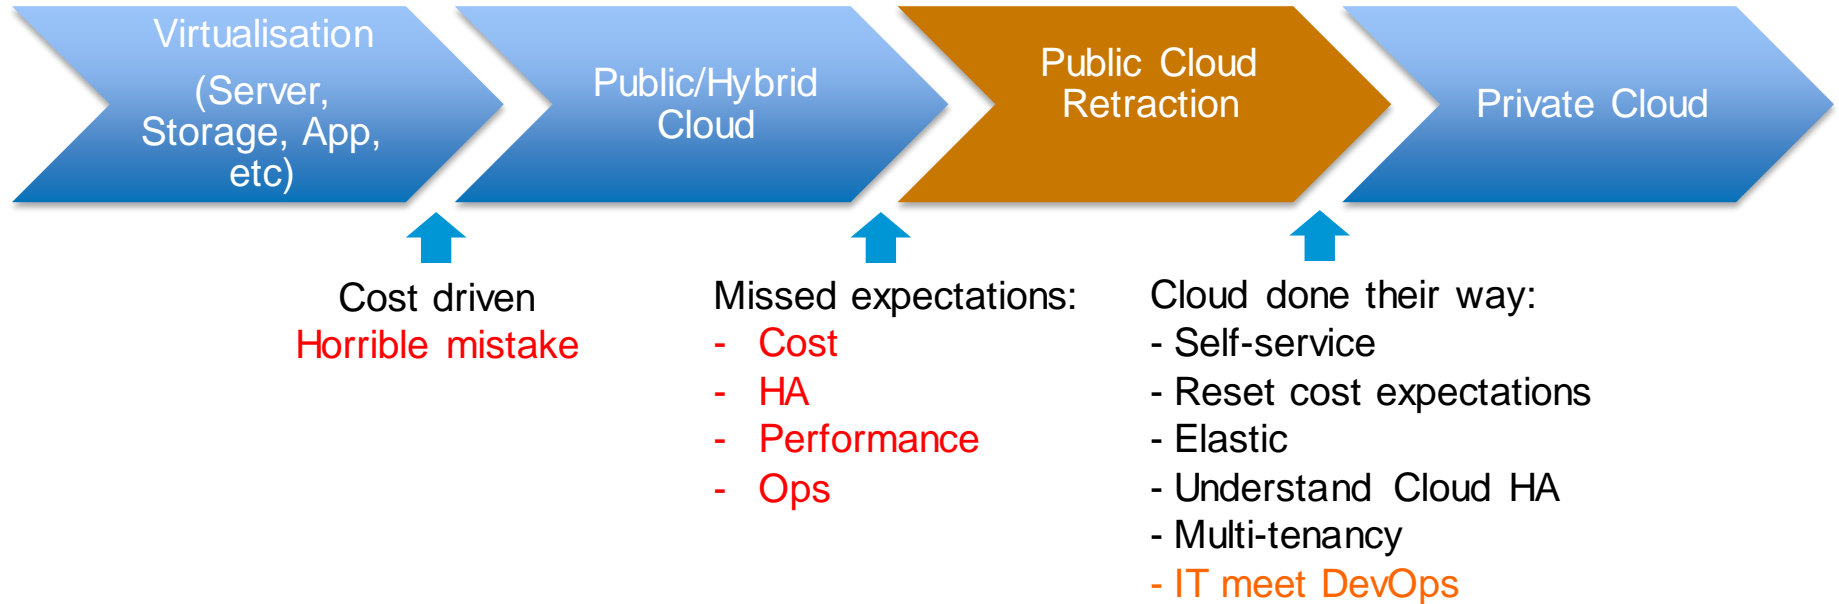 Virtualisation
(Server,
Storage, App,
etc)
Public/Hybrid
Cloud
Public Cloud
Retraction
Private Cloud
Cost driven
Horrible mistake
Missed expectations:
- Cost
- HA
- Performance
- Ops
Cloud done their way:
- Self-service
- Reset cost expectations
- Elastic
- Understand Cloud HA
- Multi-tenancy
- IT meet DevOps